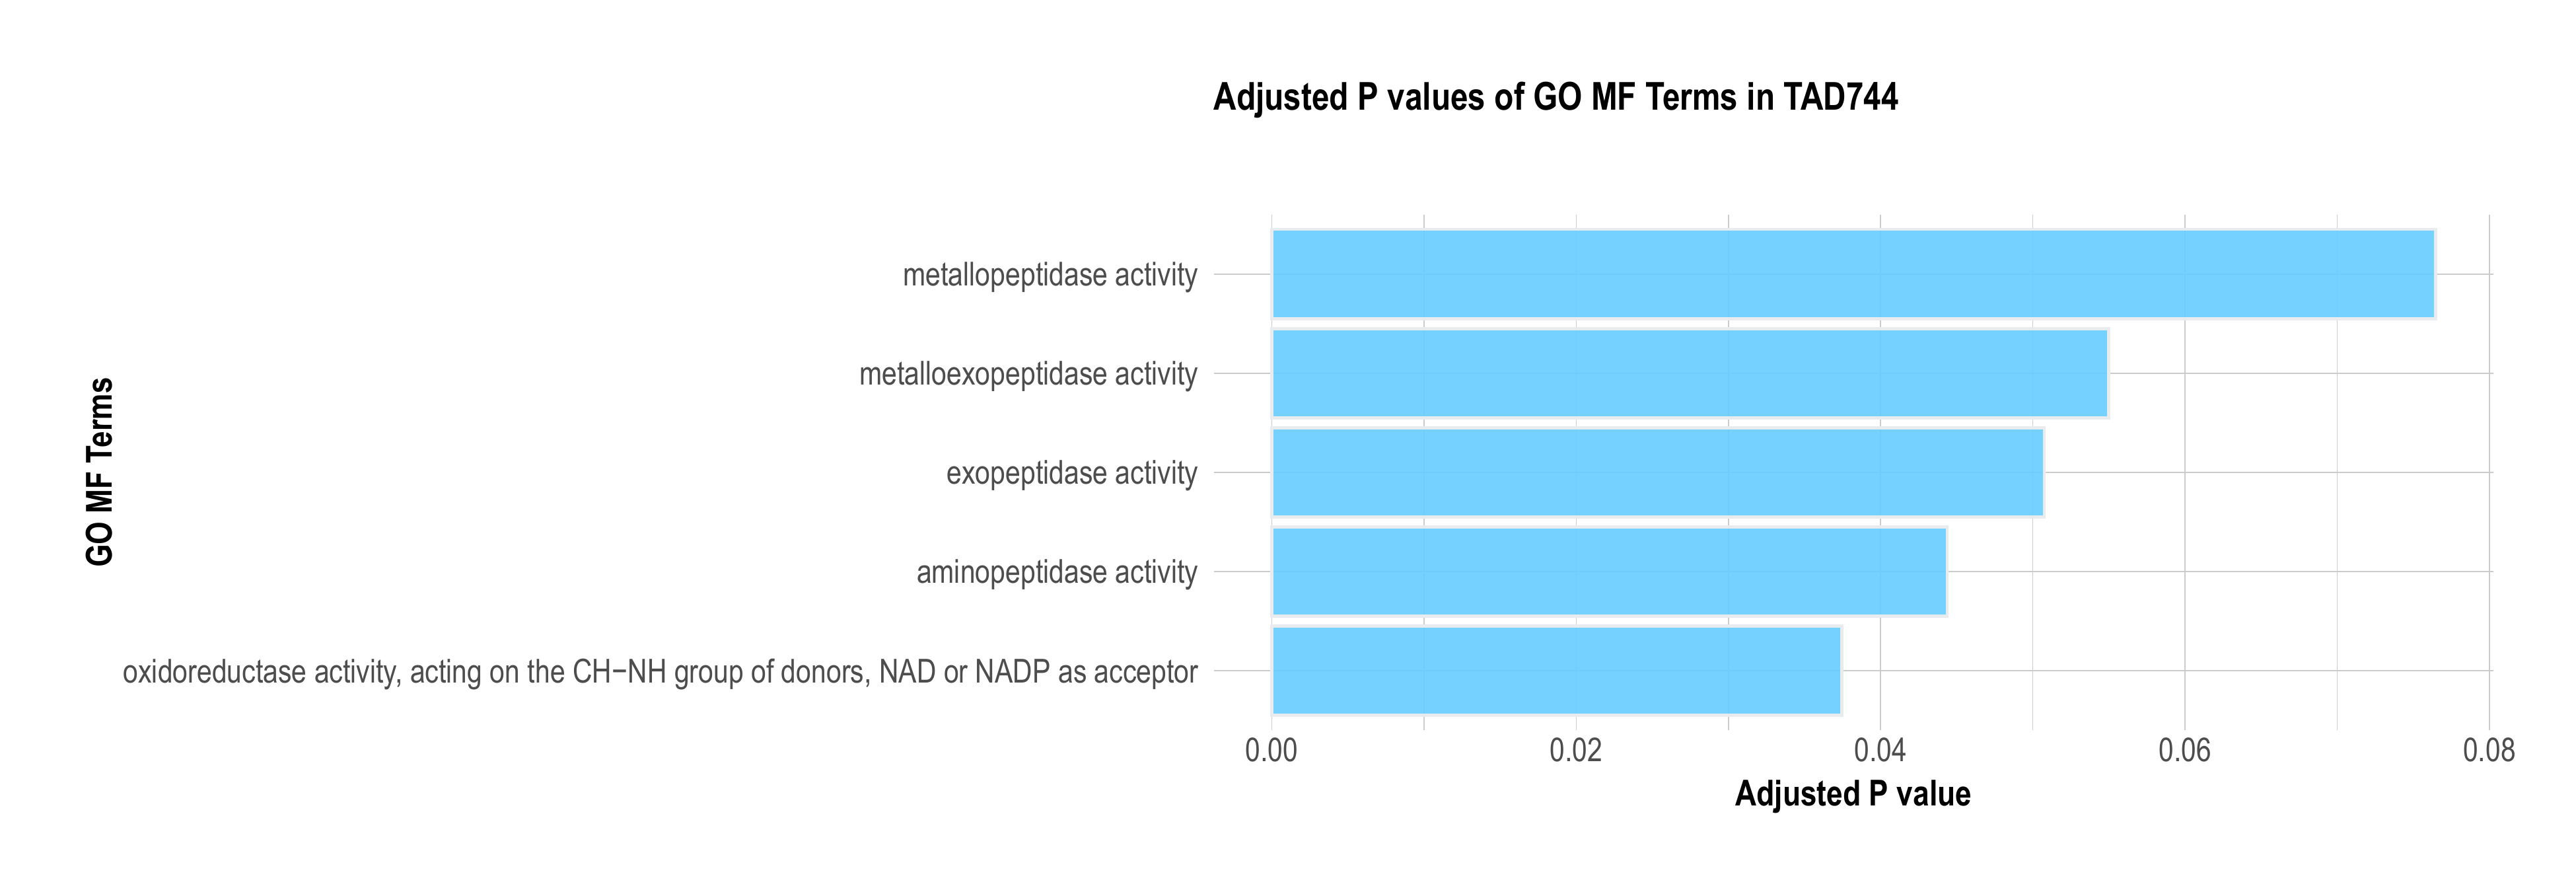 Adjusted P values of GO MF Terms in TAD744
GO MF Terms
metallopeptidase activity
metalloexopeptidase activity
exopeptidase activity
aminopeptidase activity
oxidoreductase activity, acting on the CH−NH group of donors, NAD or NADP as acceptor
0.00 0.02 0.04 0.06 0.08
Adjusted P value